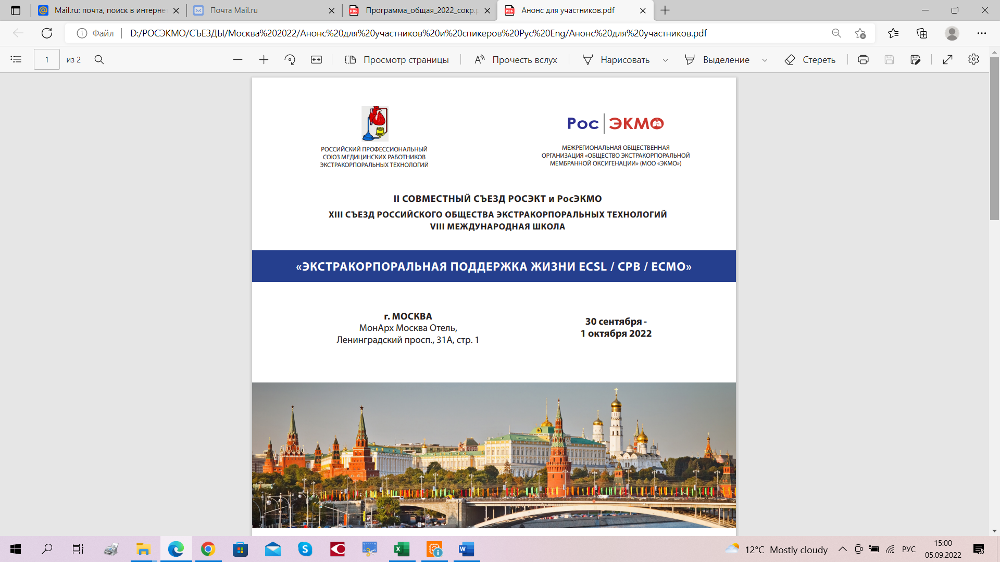 Mail.ru: почта, поиск в интерне
Почта Mail.ru
Программа_общая_2022_сокр.p
Анонс для участников.pdf
Файл
D:/РОСЭКМО/СЪЕЗДЫ/Москва%202022/Анонс%20для%20участников%20и%20спикеров%20Рус%20Eng/Анонс%20для%20участников.pdf
1 из 2
Просмотр страницы
Прочесть вслух
Нарисовать
Выделение
Стереть
РОССИЙСКИЙ ПРОФЕССИОНАЛЬНЫЙ
СОЮЗ МЕДИЦИНСКИХ РАБОТНИКОВ
ЭКСТРАКОРПОРАЛЬНЫХ ТЕХНОЛОГИЙ
Рос ЭКМО
МЕЖРЕГИОНАЛЬНАЯ ОБЩЕСТВЕННАЯ
ОРГАНИЗАЦИЯ «ОБЩЕСТВО ЭКСТРАКОРПОРАЛЬНОЙ
МЕМБРАННОЙ ОКСИГЕНАЦИИ» (МОО «ЭКМО»)
II СОВМЕСТНЫЙ СЪЕЗД РОСЭКТ и РосЭКМО
XIII СЪЕЗД РОССИЙСКОГО ОБЩЕСТВА ЭКСТРАКОРПОРАЛЬНЫХ ТЕХНОЛОГИЙ
VIII МЕЖДУНАРОДНАЯ ШКОЛА
«ЭКСТРАКОРПОРАЛЬНАЯ ПОДДЕРЖКА ЖИЗНИ ECSL / CPB / ECMO»
г. МОСКВА
МонАрх Москва Отель,
Ленинградский просп., 31А, стр. 1
30 сентября -
1 октября 2022
12°C Mostly cloudy
РУС
15:00
05.09.2022